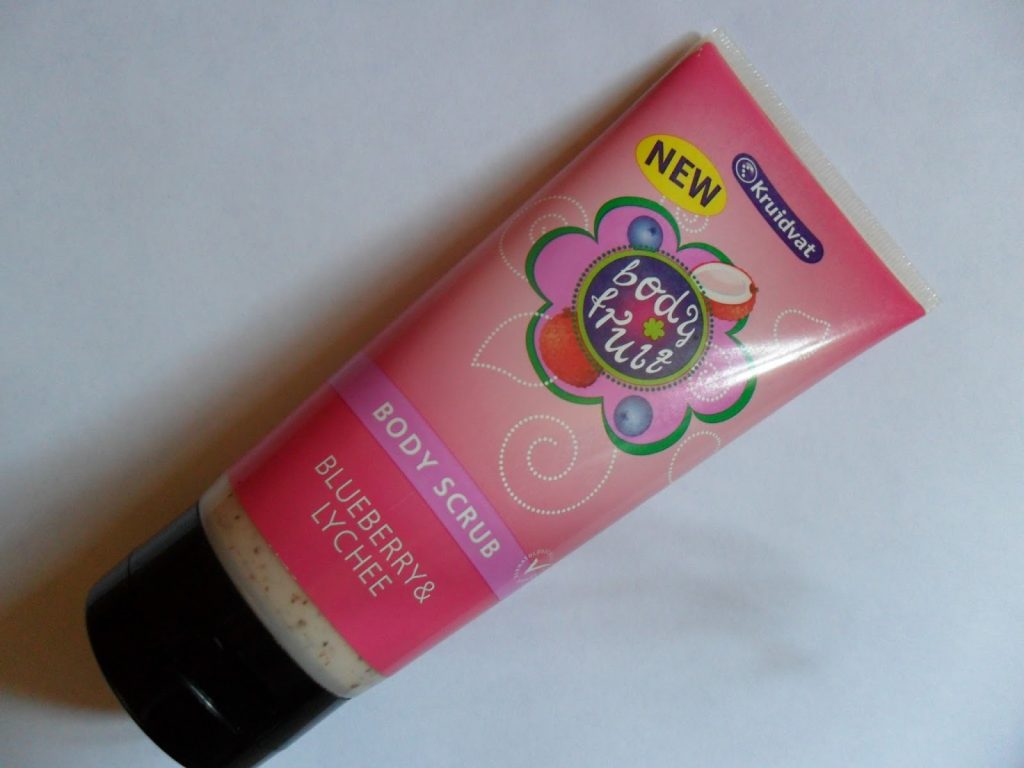 NEW
Kruidvat
body
fruit
BODY SCRUB
BLUEBERRY&
LYCHEE